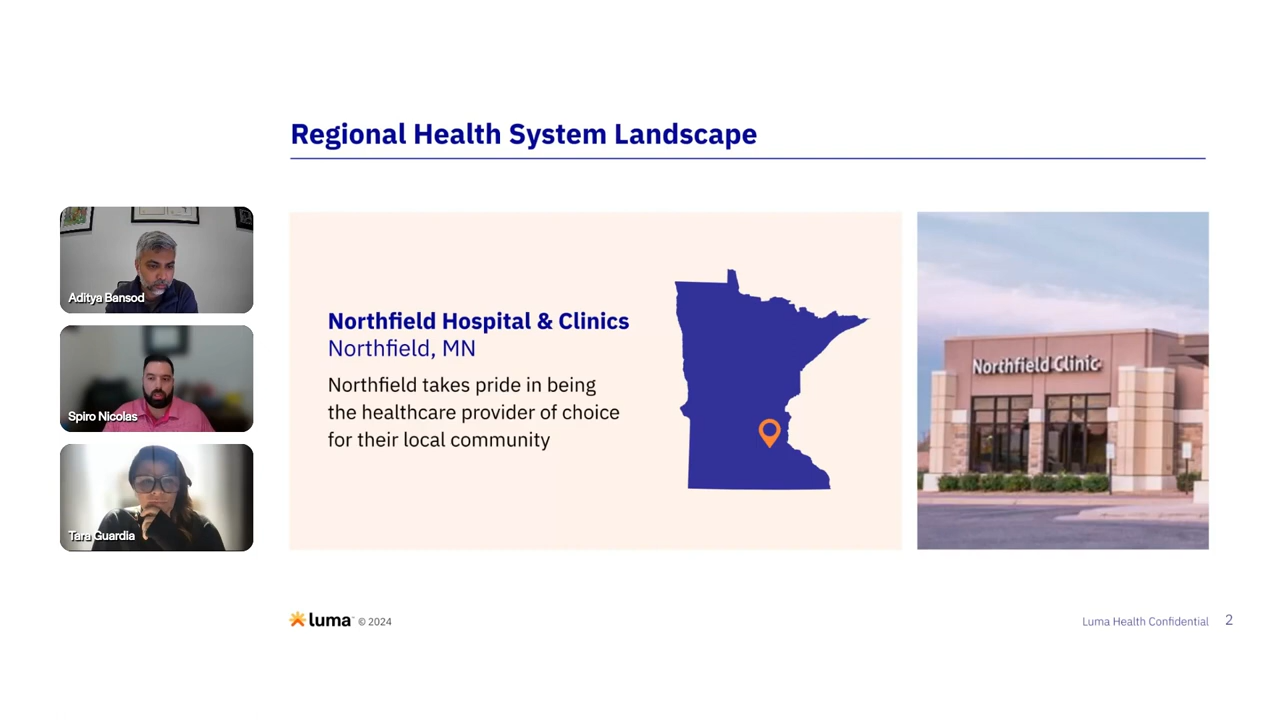 Regional Health System Landscape
Aditya Bansod
Spiro Nicolas
Tara Guardia
Northfield Hospital & Clinics
Northfield, MN
Northfield takes pride in being
the healthcare provider of choice
for their local community
Northfield Clinic
luma™ © 2024
Luma Health Confidential 2